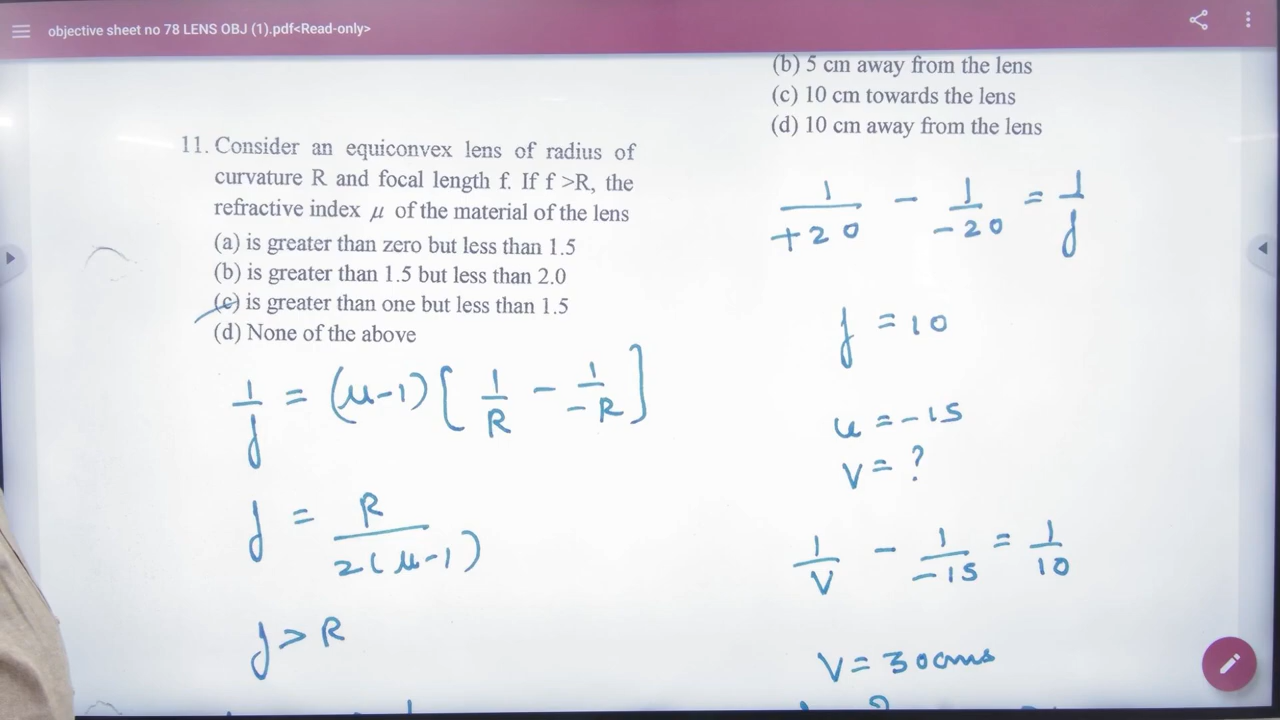 objective sheet no 78 LENS OBJ (1).pdf<Read-only>
11. Consider an equiconvex lens of radius of
curvature R and focal length f. If f >R, the
refractive index μ of the material of the lens
(a) is greater than zero but less than 1.5
(b) is greater than 1.5 but less than 2.0
(c) is greater than one but less than 1.5
(d) None of the above
1/f = (μ-1)[1/R - 1/-R]
f = R/2(μ-1)
f > R
(b) 5 cm away from the lens
(c) 10 cm towards the lens
(d) 10 cm away from the lens
1/+20 - 1/-20 = 1/f
f = 10
u = -15
v = ?
1/v - 1/-15 = 1/10
v = 30cms